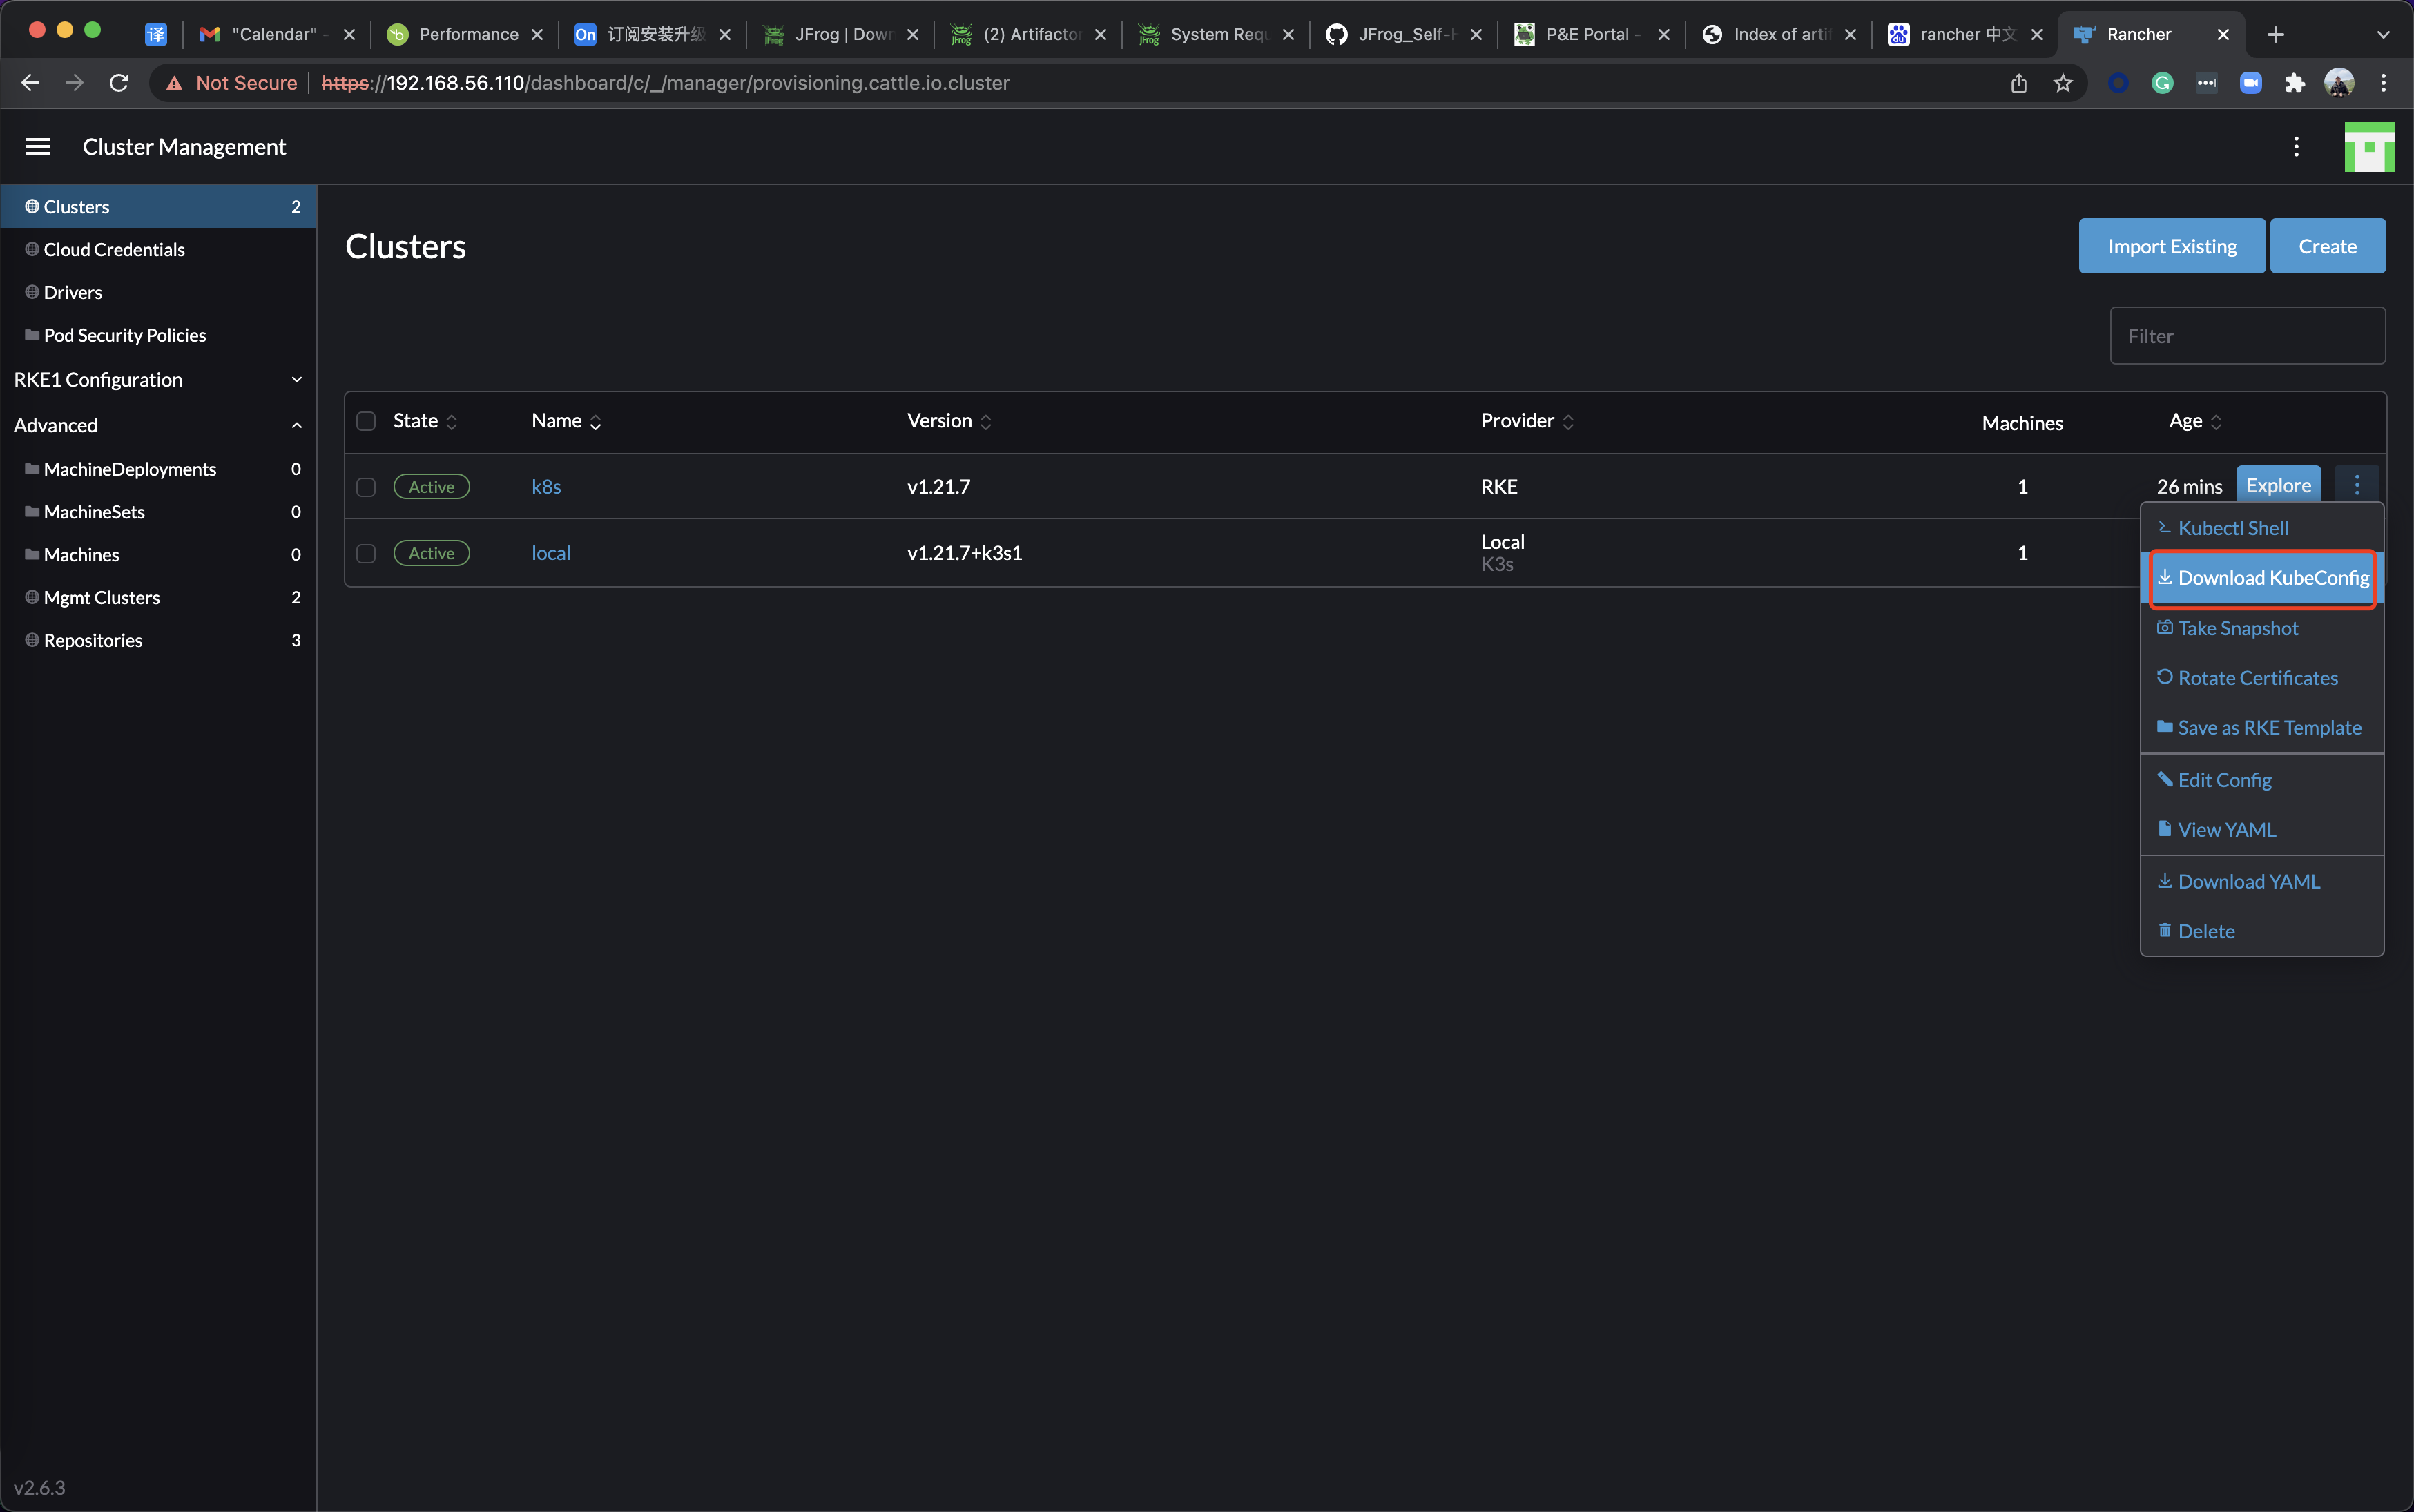 译
"Calendar" -
Performance
On
订阅安装升级
JFrog | Dow
(2) Artifacto
System Requ
JFrog_Self-H
P&E Portal -
Index of arti
rancher 中文
Rancher
Not Secure
https://192.168.56.110/dashboard/c/_/manager/provisioning.cattle.io.cluster
Cluster Management
Clusters 2
Cloud Credentials
Drivers
Pod Security Policies
RKE1 Configuration
Advanced
MachineDeployments 0
MachineSets 0
Machines 0
Mgmt Clusters 2
Repositories 3
v2.6.3
Clusters
Import Existing
Create
Filter
State Name Version Provider Machines Age
Active k8s v1.21.7 RKE 1 26 mins Explore
Active local v1.21.7+k3s1 Local 1
K3s
Kubectl Shell
Download KubeConfig
Take Snapshot
Rotate Certificates
Save as RKE Template
Edit Config
View YAML
Download YAML
Delete